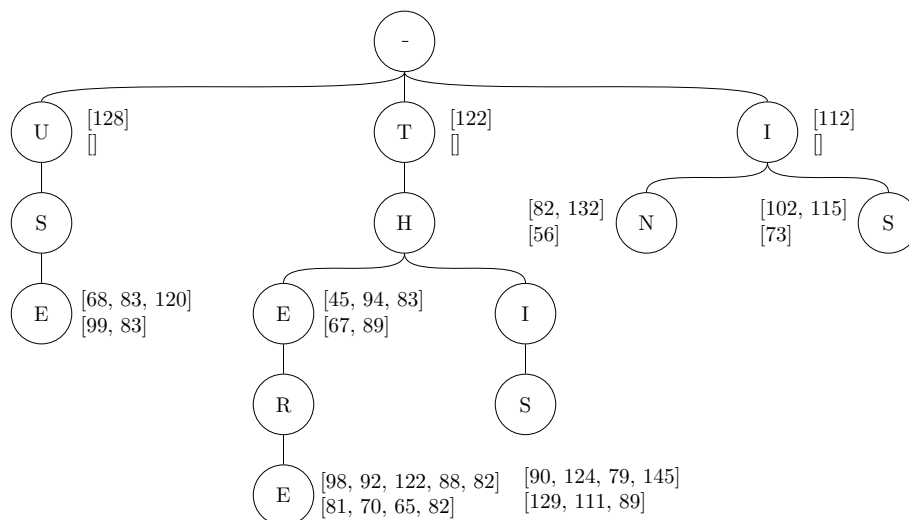 -
U [128] T [122] I [112]
[] [] []
S H [82, 132] N [102, 115] S
[56] [73]
E [68, 83, 120] E [45, 94, 83] I
[99, 83] [67, 89]
R S
E [98, 92, 122, 88, 82] [90, 124, 79, 145]
[81, 70, 65, 82] [129, 111, 89]